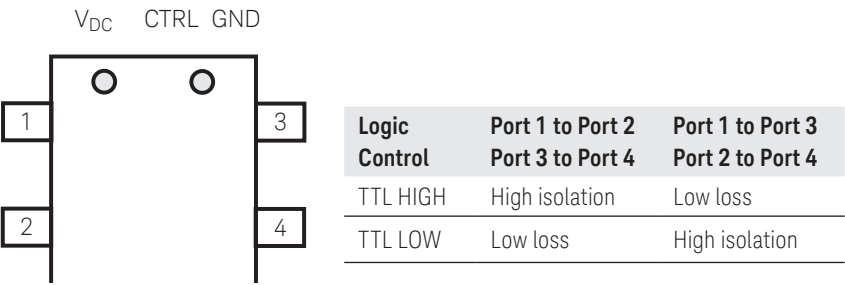 V_DC CTRL GND
1
3
2
4
Logic Port 1 to Port 2 Port 1 to Port 3
Control Port 3 to Port 4 Port 2 to Port 4
TTL HIGH High isolation Low loss
TTL LOW Low loss High isolation